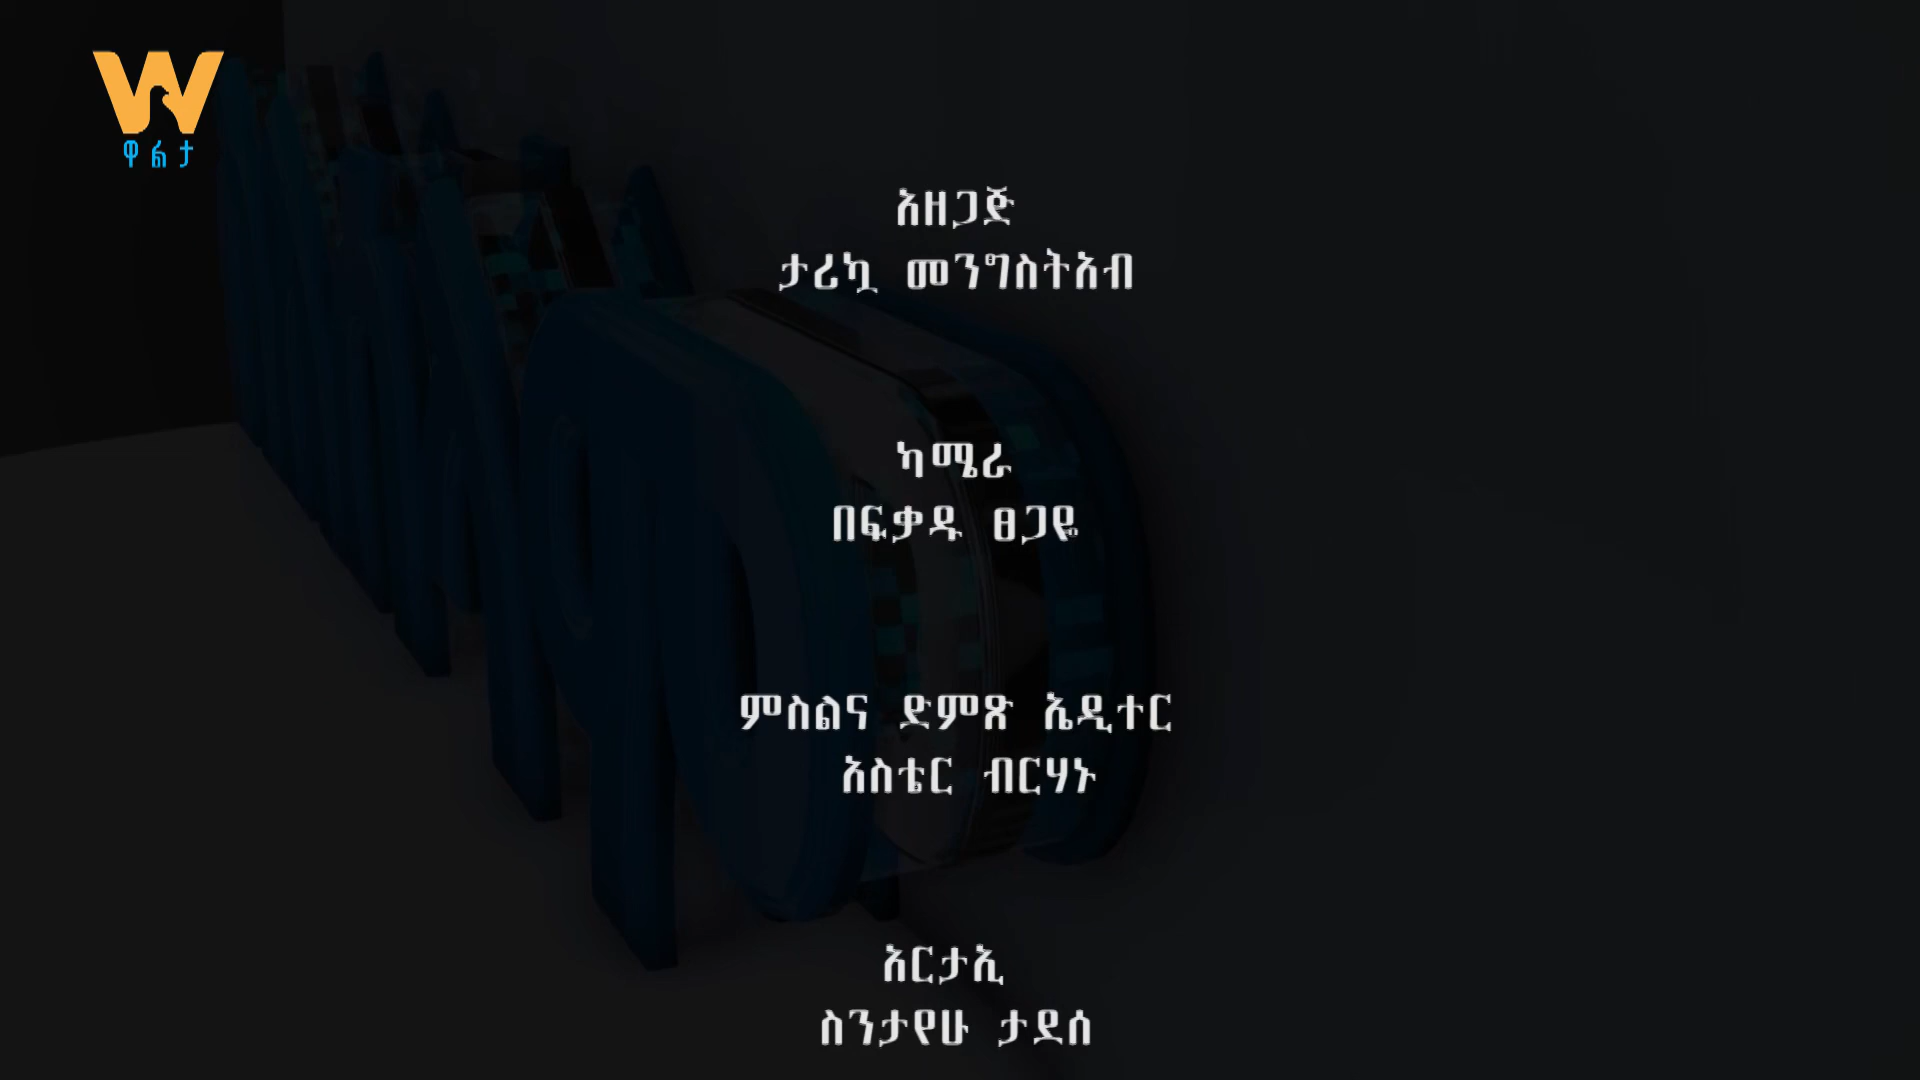 ዋልታ
አዘጋጅ
ታሪኳ መንግስትአብ
ካሜራ
በፍቃዱ ፀጋዬ
ምስልና ድምጽ ኤዲተር
አስቴር ብርሃኑ
አርታኢ
ስንታየሁ ታደሰ